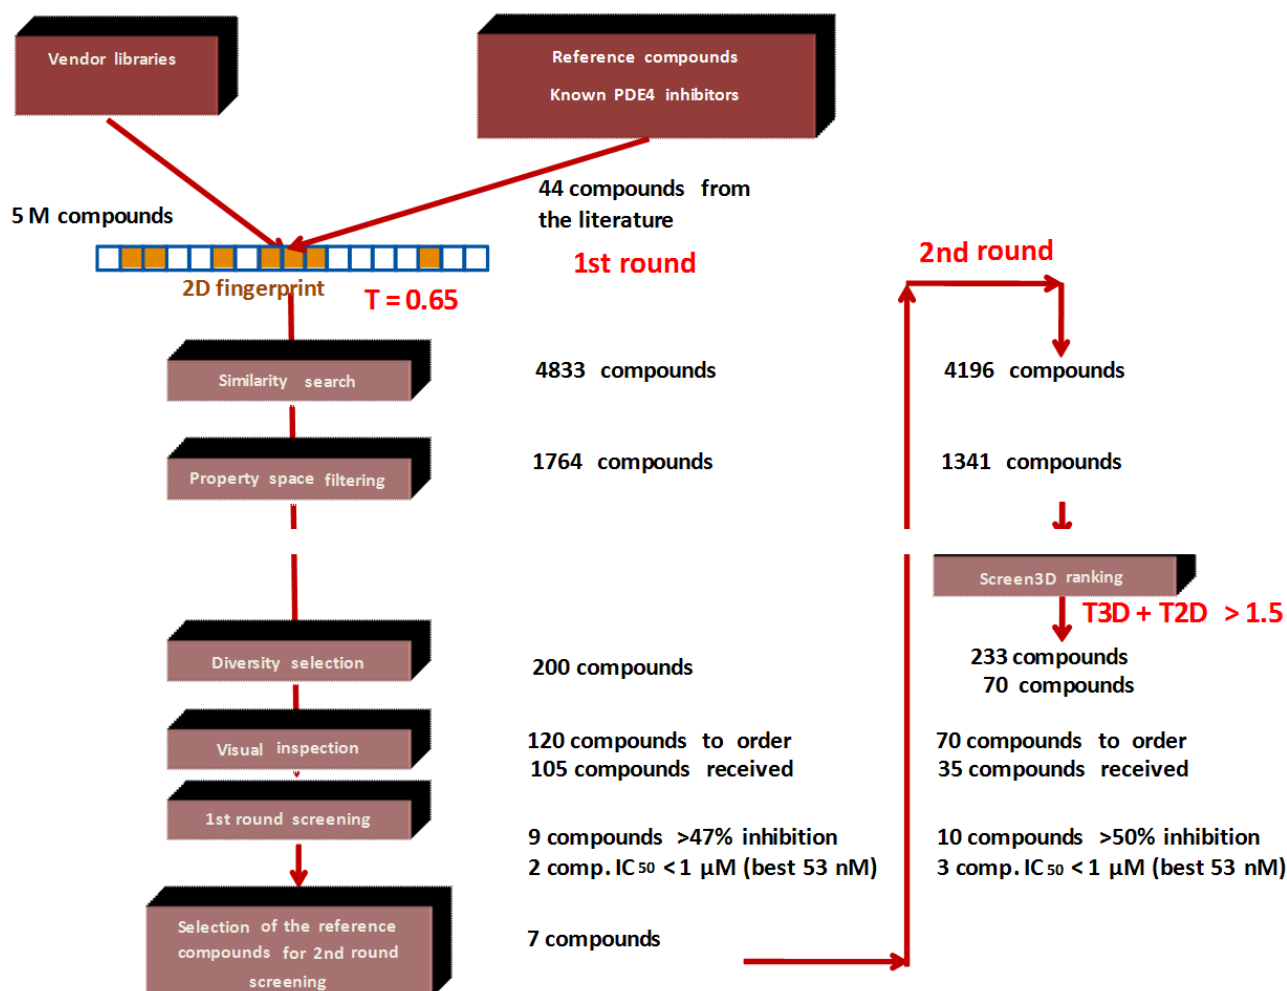 Vendor libraries
Reference compounds
Known PDE4 inhibitors
5 M compounds
44 compounds from
the literature
1st round
2nd round
2D fingerprint
T = 0.65
Similarity search
4833 compounds
4196 compounds
Property space filtering
1764 compounds
1341 compounds
Screen3D ranking
T3D + T2D > 1.5
Diversity selection
200 compounds
233 compounds
70 compounds
Visual inspection
120 compounds to order
105 compounds received
70 compounds to order
35 compounds received
1st round screening
9 compounds >47% inhibition
2 comp. IC50 < 1 µM (best 53 nM)
10 compounds >50% inhibition
3 comp. IC50 < 1 µM (best 53 nM)
Selection of the reference
compounds for 2nd round
screening
7 compounds